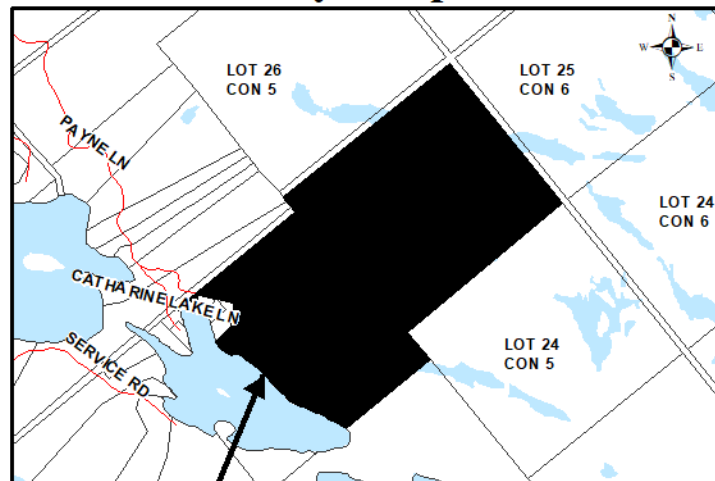 N
W E
S
LOT 26
CON 5
LOT 25
CON 6
PAYNE LN
LOT 24
CON 6
CATHARINE LAKE LN
SERVICE RD
LOT 24
CON 5